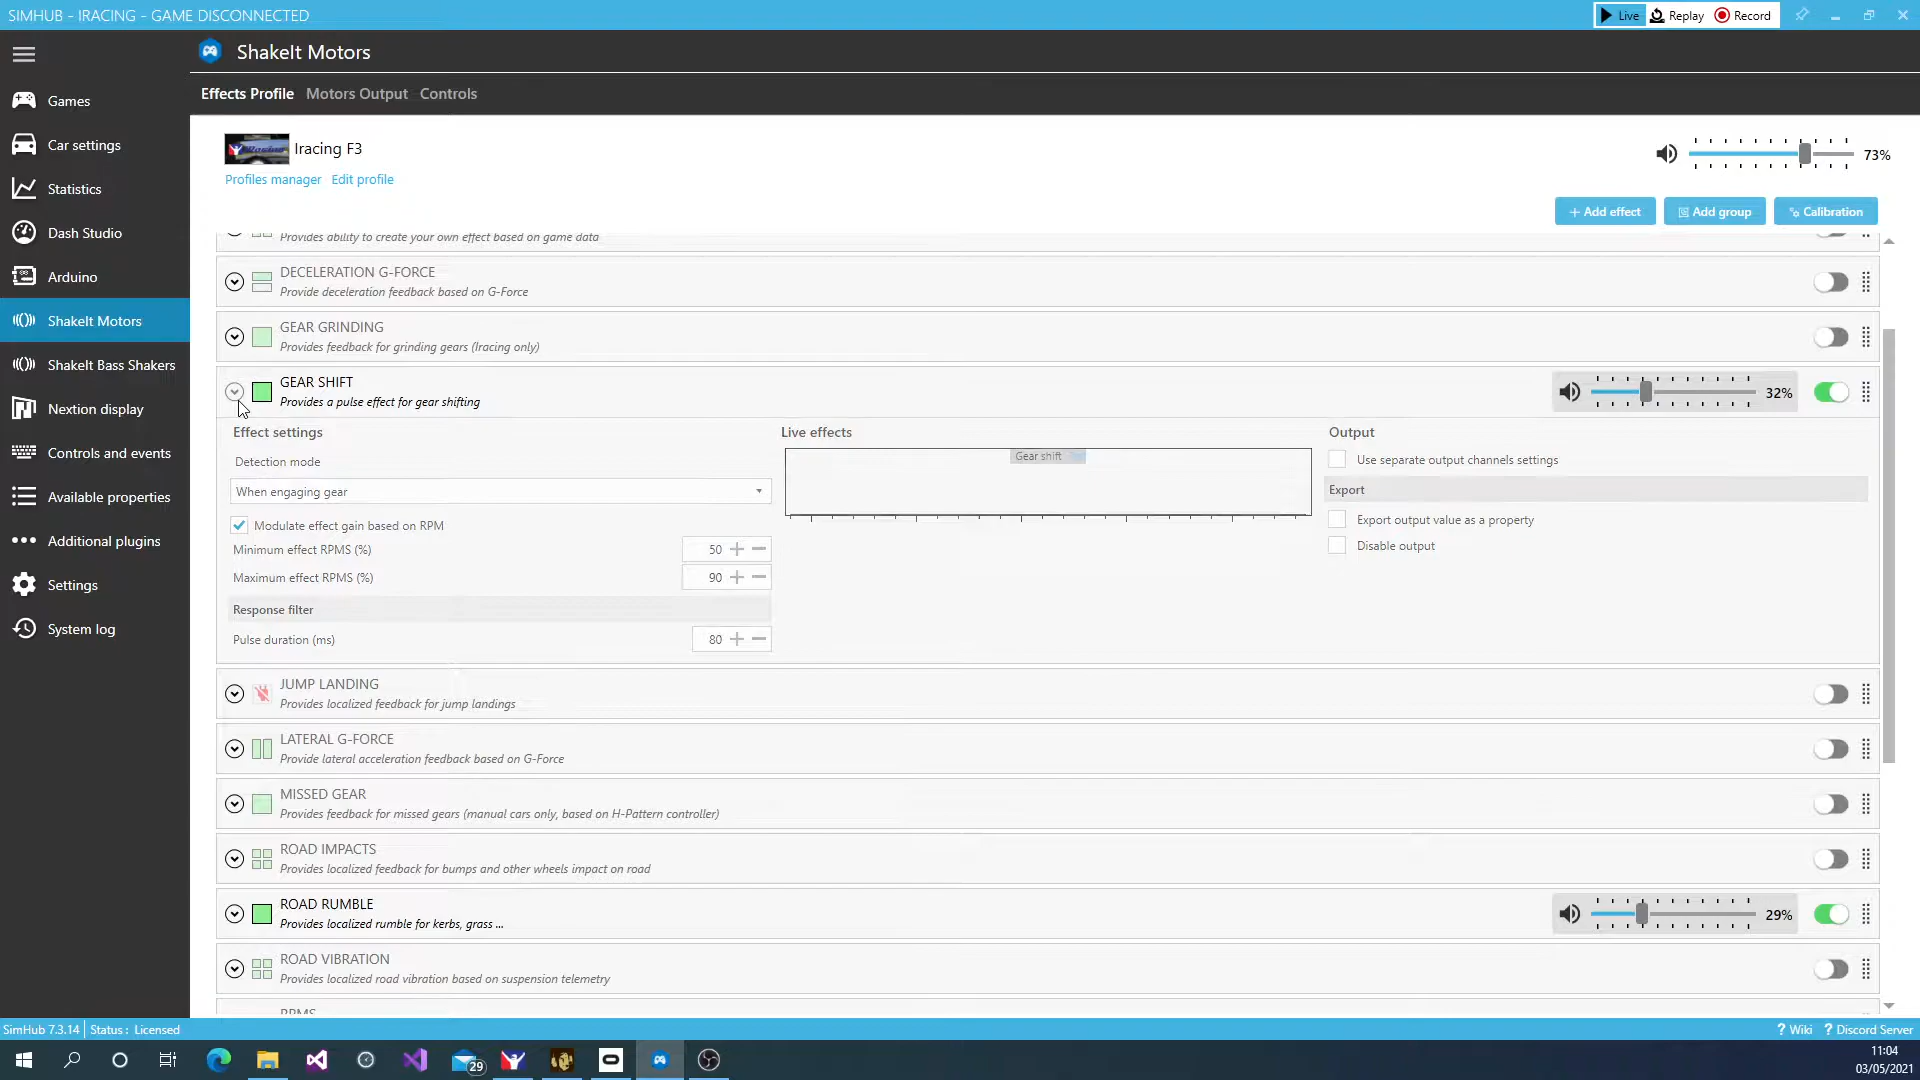 SIMHUB - IRACING - GAME DISCONNECTED
Live
Replay
Record
ShakeIt Motors
Effects Profile
Motors Output
Controls
Games
Car settings
Statistics
Dash Studio
Arduino
ShakeIt Motors
ShakeIt Bass Shakers
Nextion display
Controls and events
Available properties
Additional plugins
Settings
System log
Iracing F3
Profiles manager
Edit profile
73%
+ Add effect
Add group
Calibration
Provides ability to create your own effect based on game data
DECELERATION G-FORCE
Provide deceleration feedback based on G-Force
GEAR GRINDING
Provides feedback for grinding gears (Iracing only)
GEAR SHIFT
Provides a pulse effect for gear shifting
32%
Effect settings
Detection mode
When engaging gear
Modulate effect gain based on RPM
Minimum effect RPMS (%)
50
Maximum effect RPMS (%)
90
Response filter
Pulse duration (ms)
80
Live effects
Gear shift
Output
Use separate output channels settings
Export
Export output value as a property
Disable output
JUMP LANDING
Provides localized feedback for jump landings
LATERAL G-FORCE
Provide lateral acceleration feedback based on G-Force
MISSED GEAR
Provides feedback for missed gears (manual cars only, based on H-Pattern controller)
ROAD IMPACTS
Provides localized feedback for bumps and other wheels impact on road
ROAD RUMBLE
Provides localized rumble for kerbs, grass ...
29%
ROAD VIBRATION
Provides localized road vibration based on suspension telemetry
RPMS
SimHub 7.3.14
Status : Licensed
? Wiki
? Discord Server
29
11:04
03/05/2021